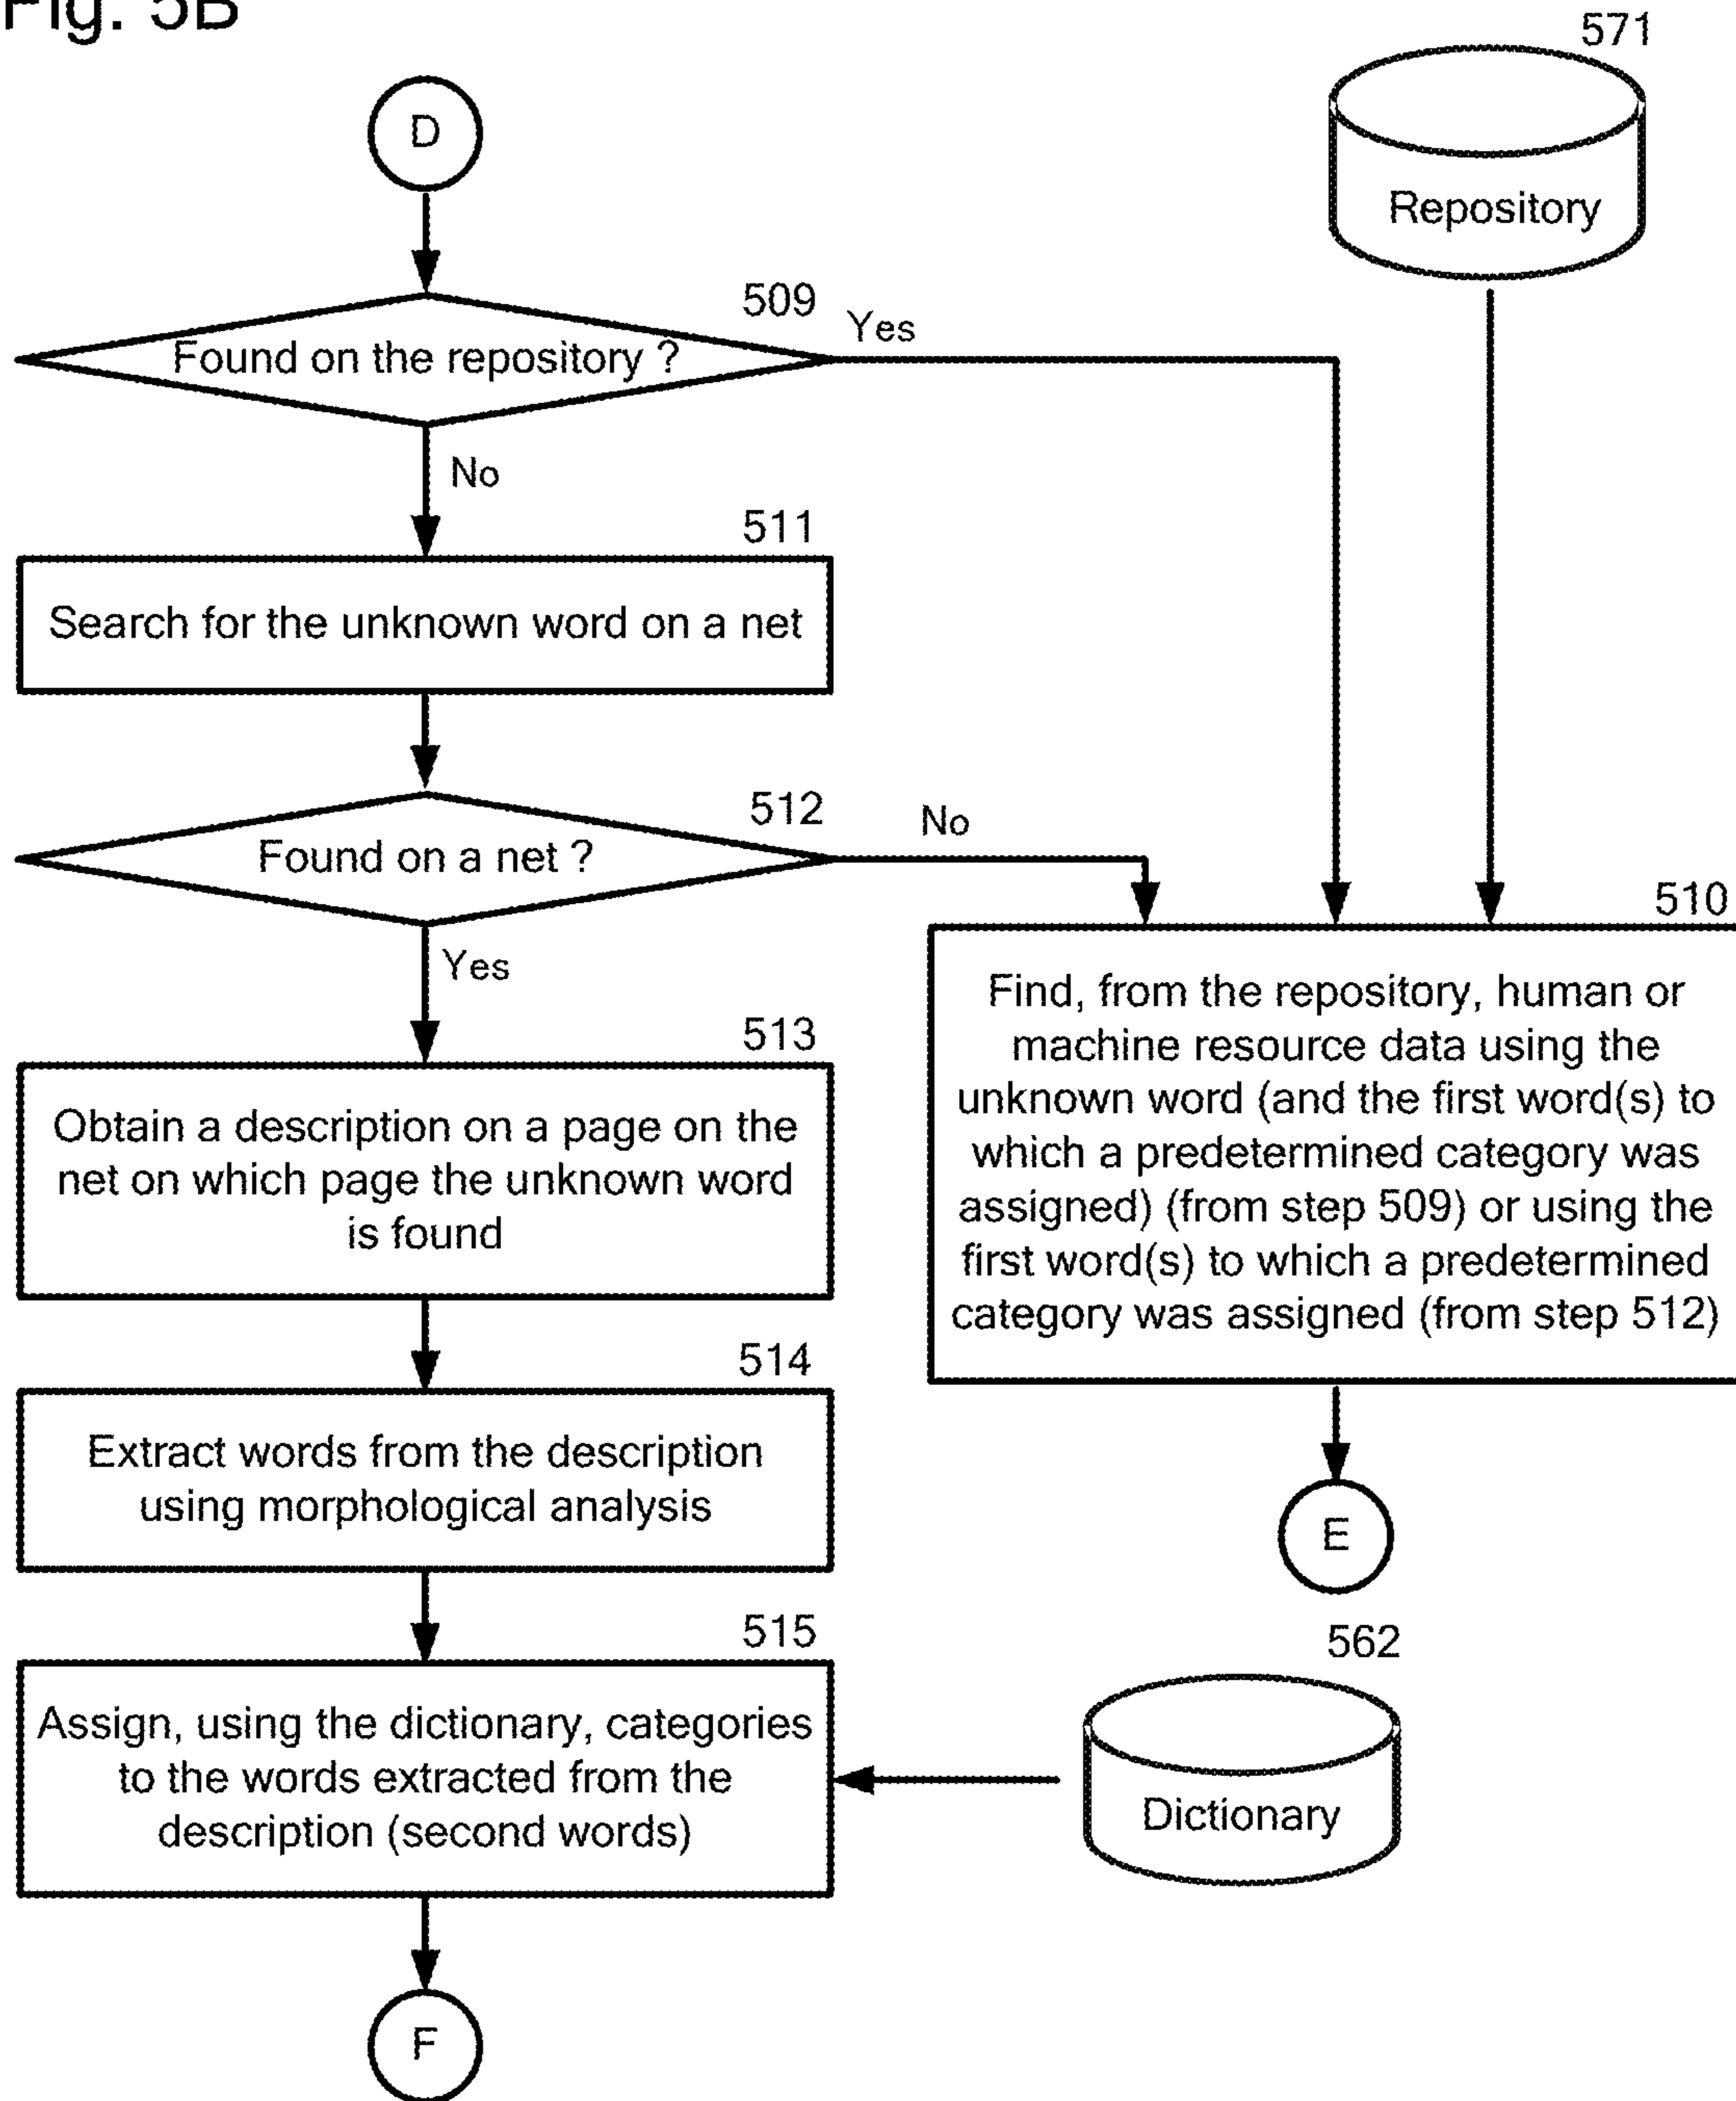 Fig. 5B
571
D
Repository
509
Yes
Found on the repository ?
No
511
Search for the unknown word on a net
512
No
Found on a net ?
510
Yes
Find, from the repository, human or
machine resource data using the
unknown word (and the first word(s) to
which a predetermined category was
assigned) (from step 509) or using the
first word(s) to which a predetermined
category was assigned (from step 512)
513
Obtain a description on a page on the
net on which page the unknown word
is found
514
Extract words from the description
using morphological analysis
E
515
562
Assign, using the dictionary, categories
to the words extracted from the
description (second words)
Dictionary
F